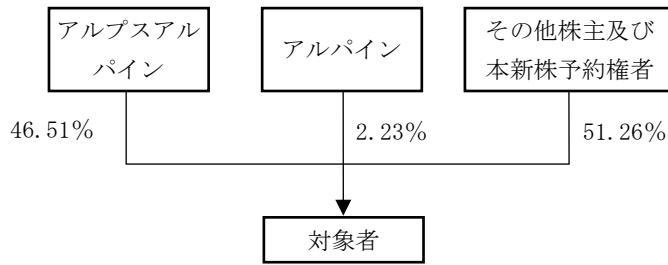 アルプスアル
パイン
アルパイン
その他株主及び
本新株予約権者
46.51%
2.23%
51.26%
対象者